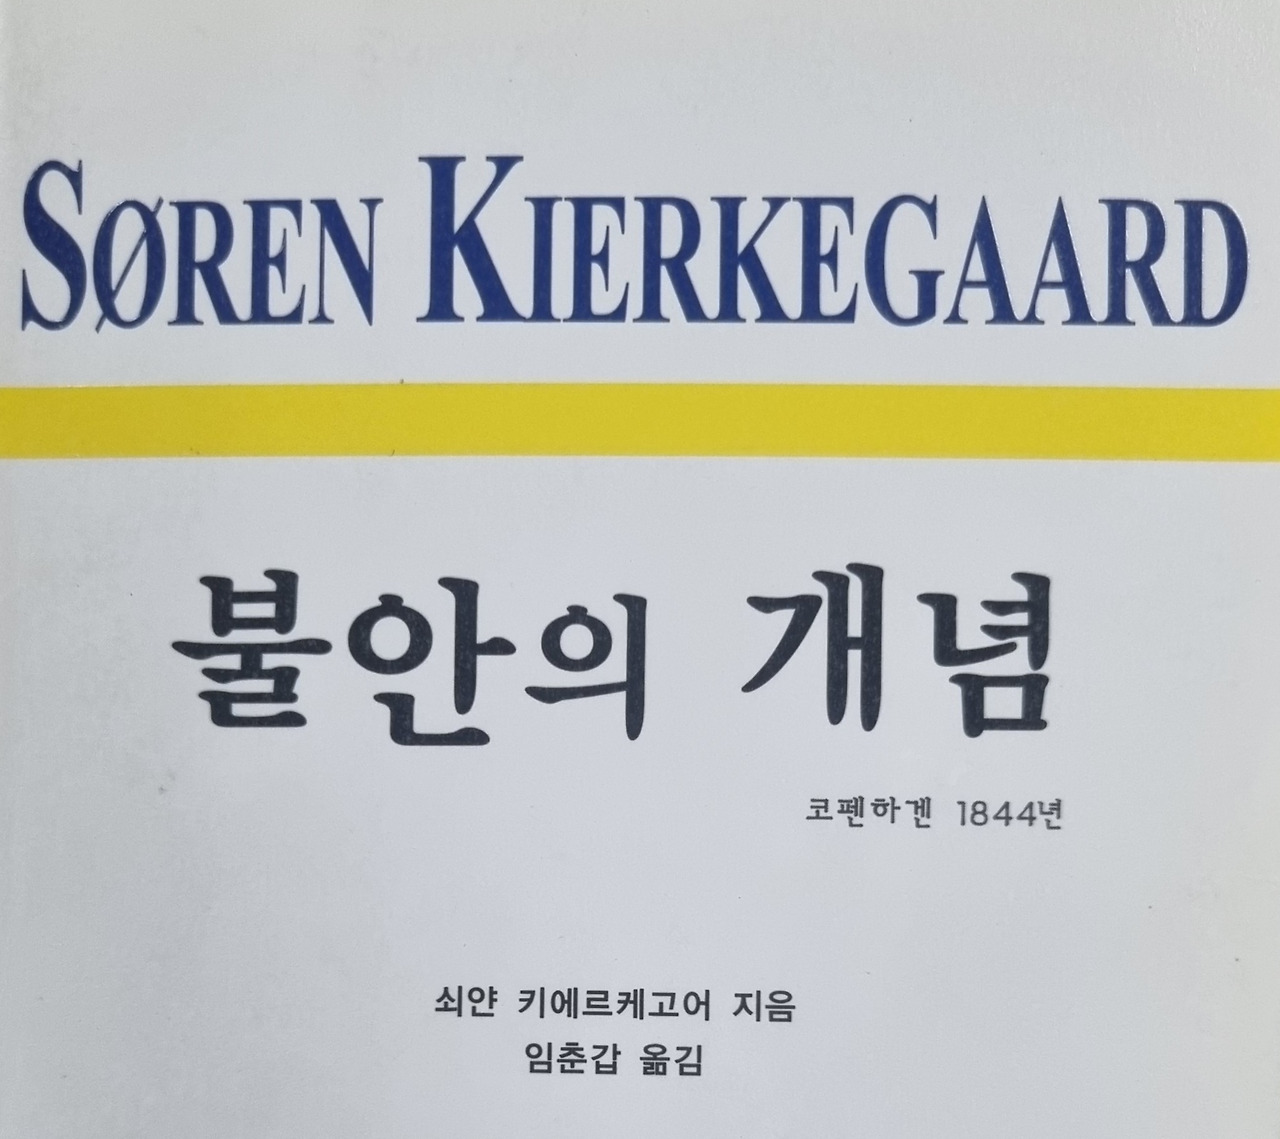 SØREN KIERKEGAARD
불안의 개념
코펜하겐 1844년
쇠얀 키에르케고어 지음
임춘갑 옮김